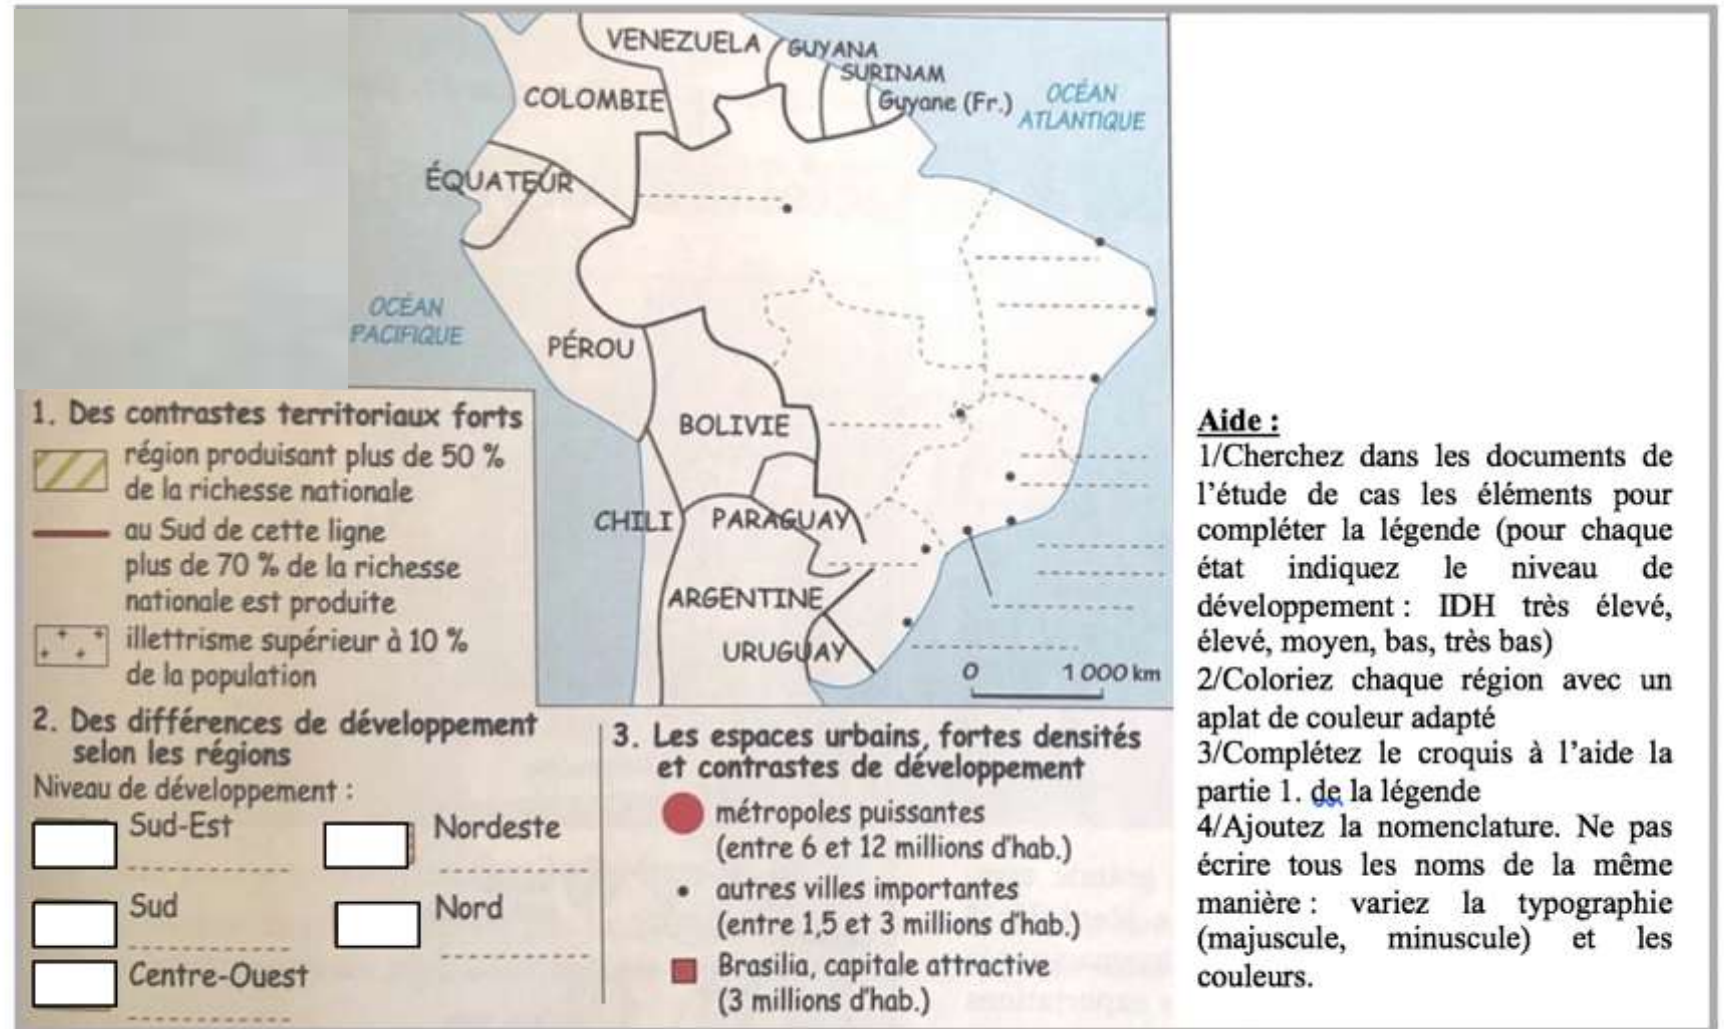 VENEZUELA
GUYANA
SURINAM
COLOMBIE
Guyane (Fr.)
OCÉAN
ATLANTIQUE
ÉQUATEUR
OCÉAN
PACIFIQUE
PÉROU
BOLIVIE
CHILI
PARAGUAY
ARGENTINE
URUGUAY
0 1 000 km
1. Des contrastes territoriaux forts
région produisant plus de 50 %
de la richesse nationale
au Sud de cette ligne
plus de 70 % de la richesse
nationale est produite
illettrisme supérieur à 10 %
de la population
2. Des différences de développement
selon les régions
Niveau de développement :
Sud-Est
Nordeste
Sud
Nord
Centre-Ouest
3. Les espaces urbains, fortes densités
et contrastes de développement
métropoles puissantes
(entre 6 et 12 millions d'hab.)
autres villes importantes
(entre 1,5 et 3 millions d'hab.)
Brasilia, capitale attractive
(3 millions d'hab.)
Aide :
1/Cherchez dans les documents de
l'étude de cas les éléments pour
compléter la légende (pour chaque
état indiquez le niveau de
développement : IDH très élevé,
élevé, moyen, bas, très bas)
2/Coloriez chaque région avec un
aplat de couleur adapté
3/Complétez le croquis à l'aide la
partie 1. de la légende
4/Ajoutez la nomenclature. Ne pas
écrire tous les noms de la même
manière : variez la typographie
(majuscule, minuscule) et les
couleurs.